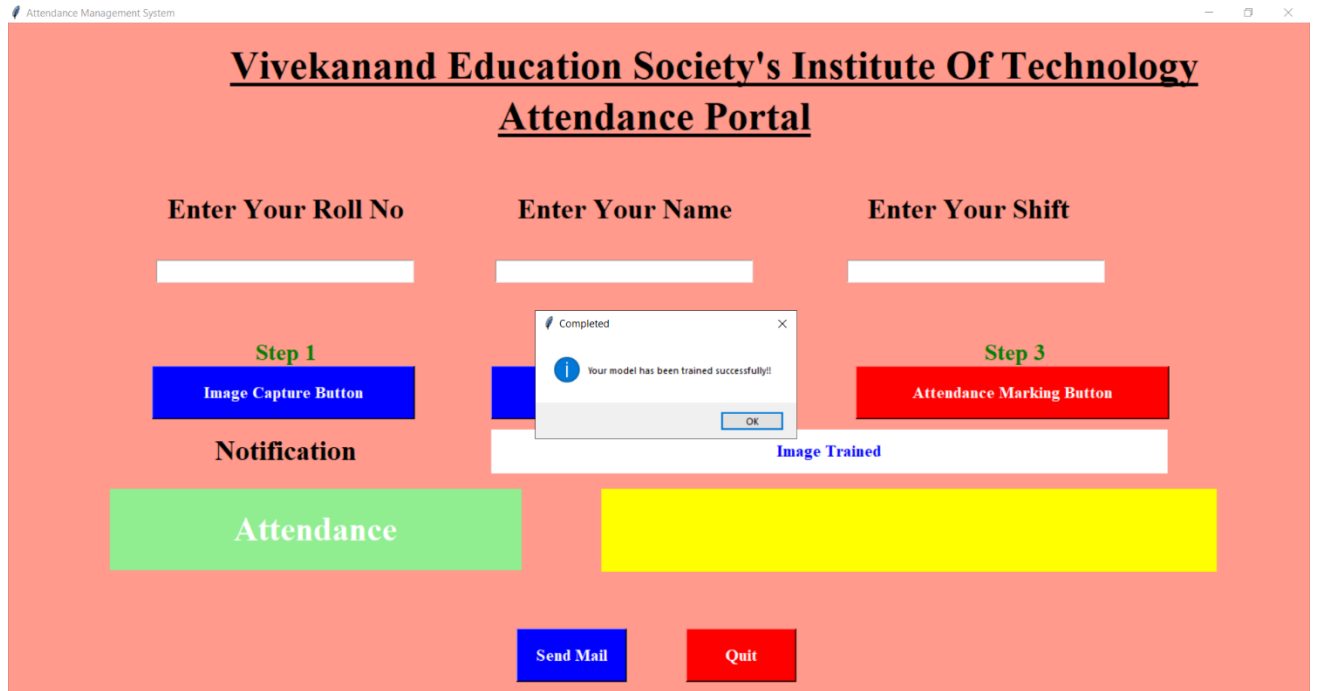 Attendance Management System
Vivekanand Education Society's Institute Of Technology
Attendance Portal
Enter Your Roll No
Enter Your Name
Enter Your Shift
Completed
Your model has been trained successfully!!
OK
Step 1
Step 3
Image Capture Button
Attendance Marking Button
Notification
Image Trained
Attendance
Send Mail
Quit